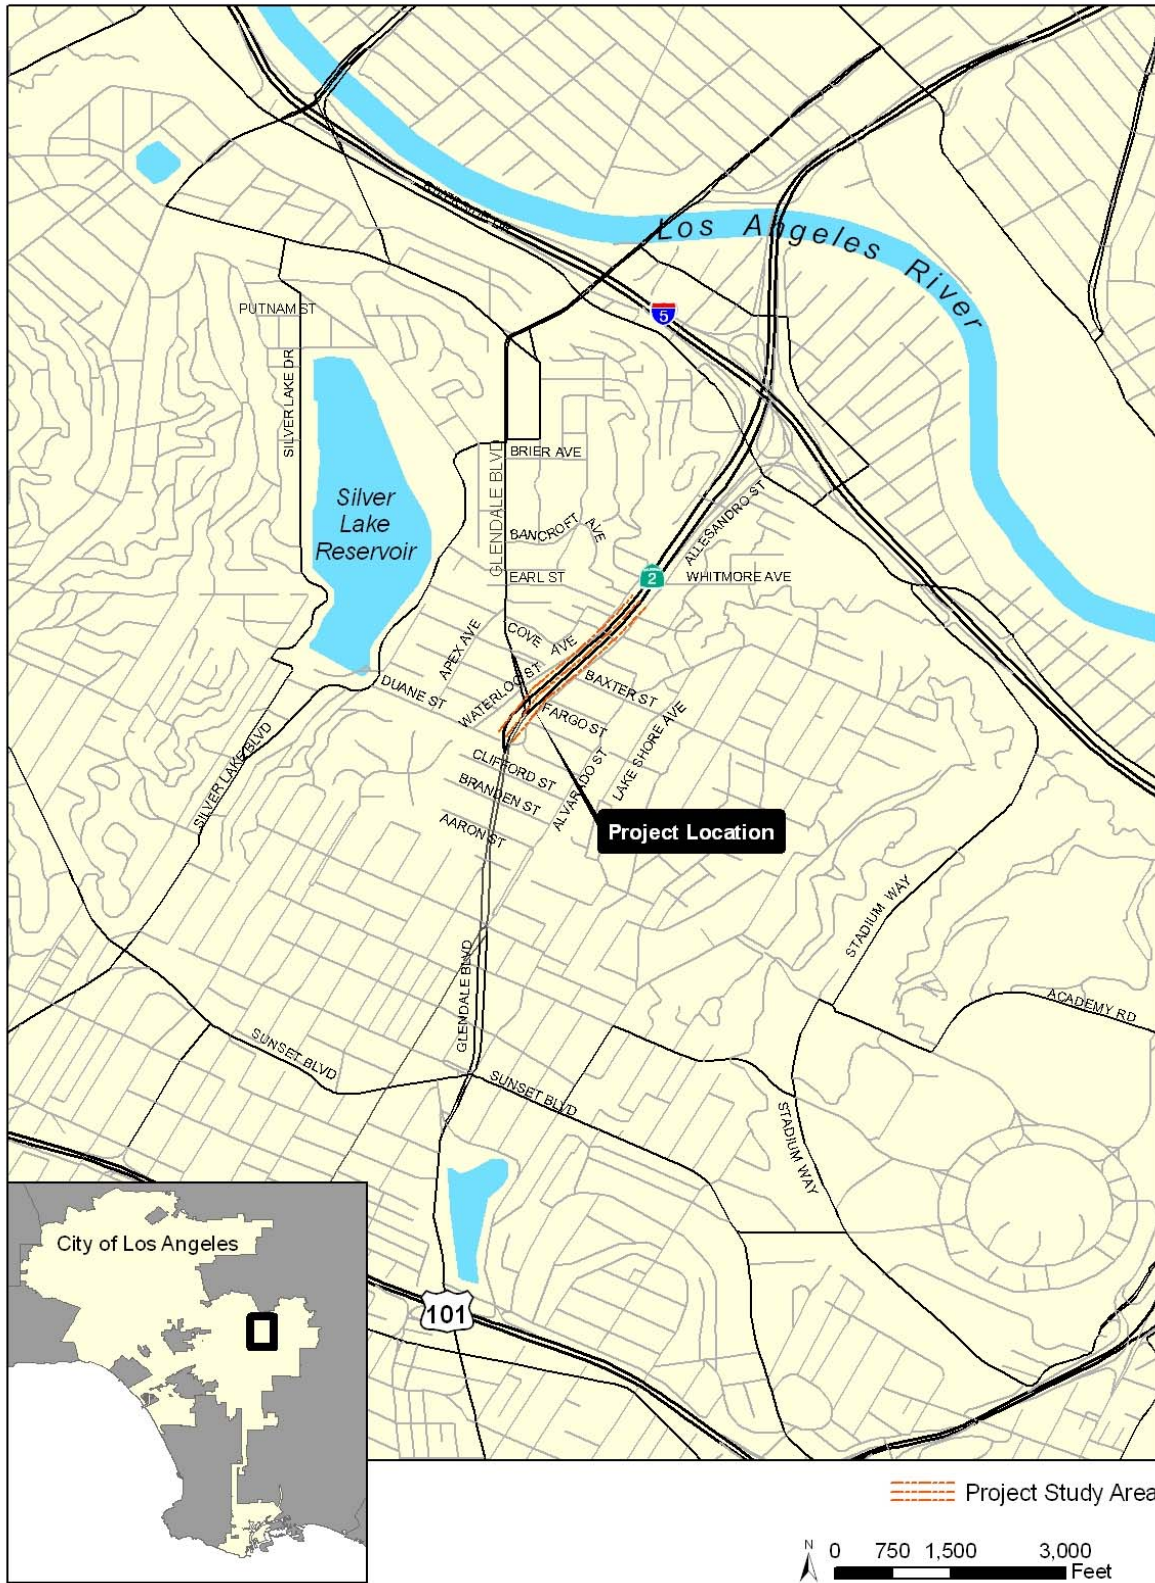 Los Angeles River
5
PUTNAM ST
SILVER LAKE DR
GLENDALE BLVD
BRIER AVE
Silver
Lake
Reservoir
BANCROFT AVE
ALLESANDRO ST
EARL ST
2
WHITMORE AVE
COVE AVE
APEX AVE
WATERLOO ST
BAXTER ST
DUANE ST
FARGO ST
LAKE SHORE AVE
CLIFFORD ST
SILVER LAKE BLVD
BRANDEN ST
ALVARADO ST
AARON ST
Project Location
STADIUM WAY
GLENDALE BLVD
ACADEMY RD
SUNSET BLVD
SUNSET BLVD
STADIUM WAY
City of Los Angeles
101
Project Study Area
N
0 750 1,500 3,000
Feet